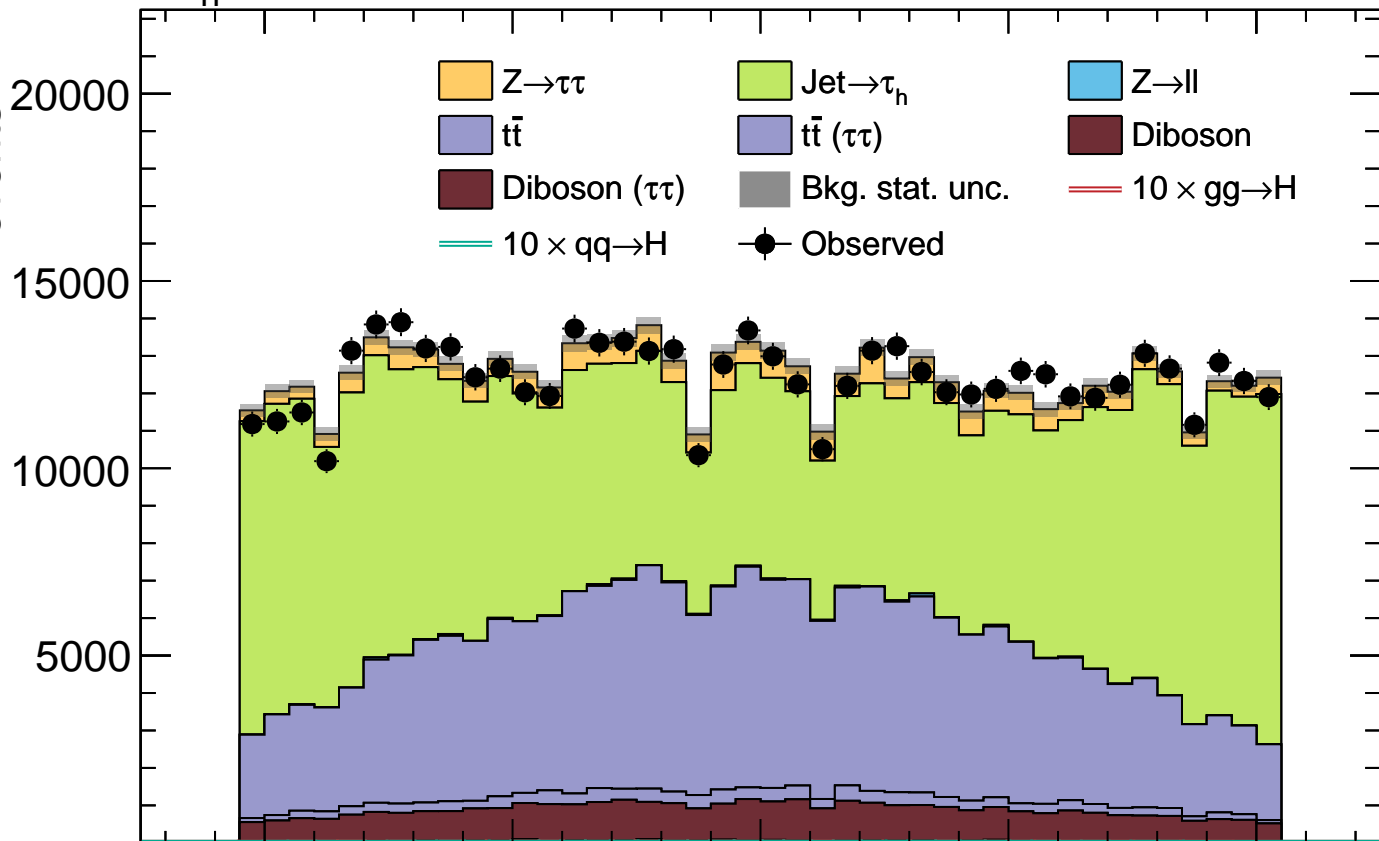 20000
Z→ττ Jet→τh Z→ll
tt̄ tt̄ (ττ) Diboson
Diboson (ττ) Bkg. stat. unc. 10 × gg→H
10 × qq→H Observed
15000
10000
5000